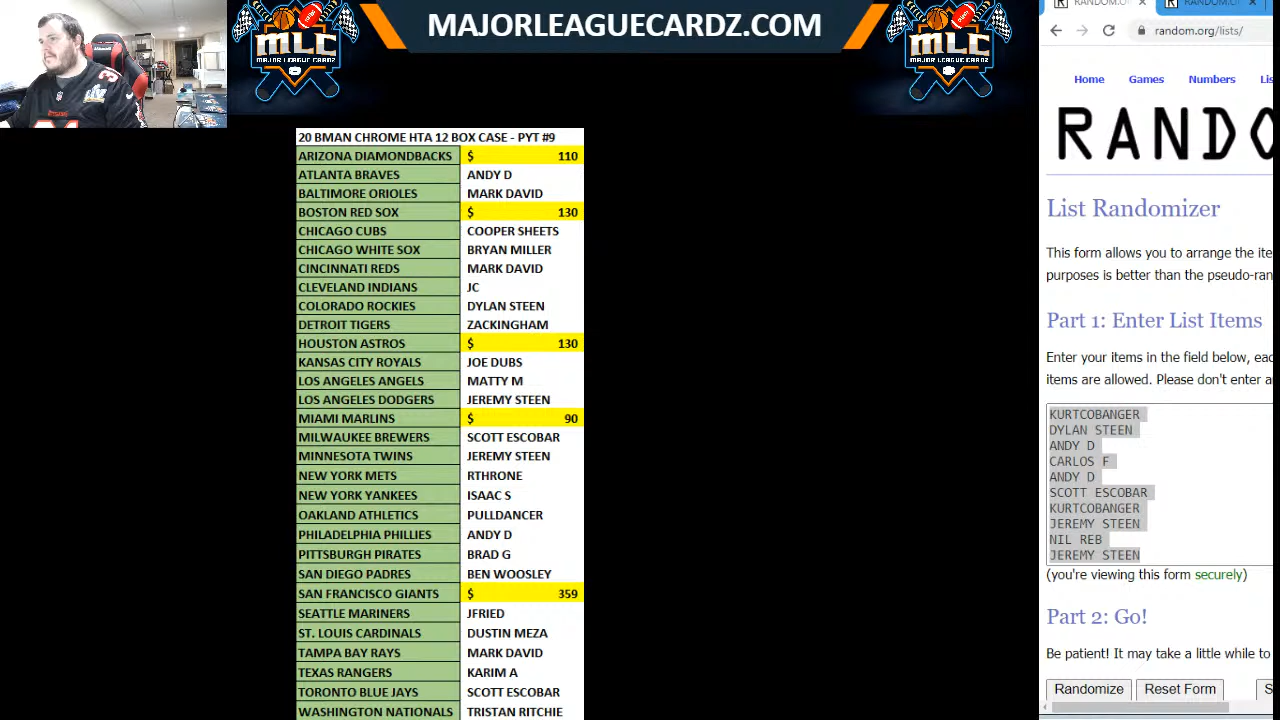 MLC
MAJOR LEAGUE CARDZ
MAJORLEAGUECARDZ.COM
MLC
MAJOR LEAGUE CARDZ
20 BMAN CHROME HTA 12 BOX CASE - PYT #9
ARIZONA DIAMONDBACKS $ 110
ATLANTA BRAVES ANDY D
BALTIMORE ORIOLES MARK DAVID
BOSTON RED SOX $ 130
CHICAGO CUBS COOPER SHEETS
CHICAGO WHITE SOX BRYAN MILLER
CINCINNATI REDS MARK DAVID
CLEVELAND INDIANS JC
COLORADO ROCKIES DYLAN STEEN
DETROIT TIGERS ZACKINGHAM
HOUSTON ASTROS $ 130
KANSAS CITY ROYALS JOE DUBS
LOS ANGELES ANGELS MATTY M
LOS ANGELES DODGERS JEREMY STEEN
MIAMI MARLINS $ 90
MILWAUKEE BREWERS SCOTT ESCOBAR
MINNESOTA TWINS JEREMY STEEN
NEW YORK METS RTHRONE
NEW YORK YANKEES ISAAC S
OAKLAND ATHLETICS PULLDANCER
PHILADELPHIA PHILLIES ANDY D
PITTSBURGH PIRATES BRAD G
SAN DIEGO PADRES BEN WOOSLEY
SAN FRANCISCO GIANTS $ 359
SEATTLE MARINERS JFRIED
ST. LOUIS CARDINALS DUSTIN MEZA
TAMPA BAY RAYS MARK DAVID
TEXAS RANGERS KARIM A
TORONTO BLUE JAYS SCOTT ESCOBAR
WASHINGTON NATIONALS TRISTAN RITCHIE
random.org/lists/
Home Games Numbers
RANDO
List Randomizer
This form allows you to arrange the
purposes is better than the
Part 1: Enter List Items
Enter your items in the field below,
items are allowed. Please don't enter a
KURTCOBANGER
DYLAN STEEN
ANDY D
CARLOS F
ANDY D
SCOTT ESCOBAR
KURTCOBANGER
JEREMY STEEN
NIL REB
JEREMY STEEN
(you're viewing this form securely)
Part 2: Go!
Be patient! It may take a little while to
Randomize Reset Form S